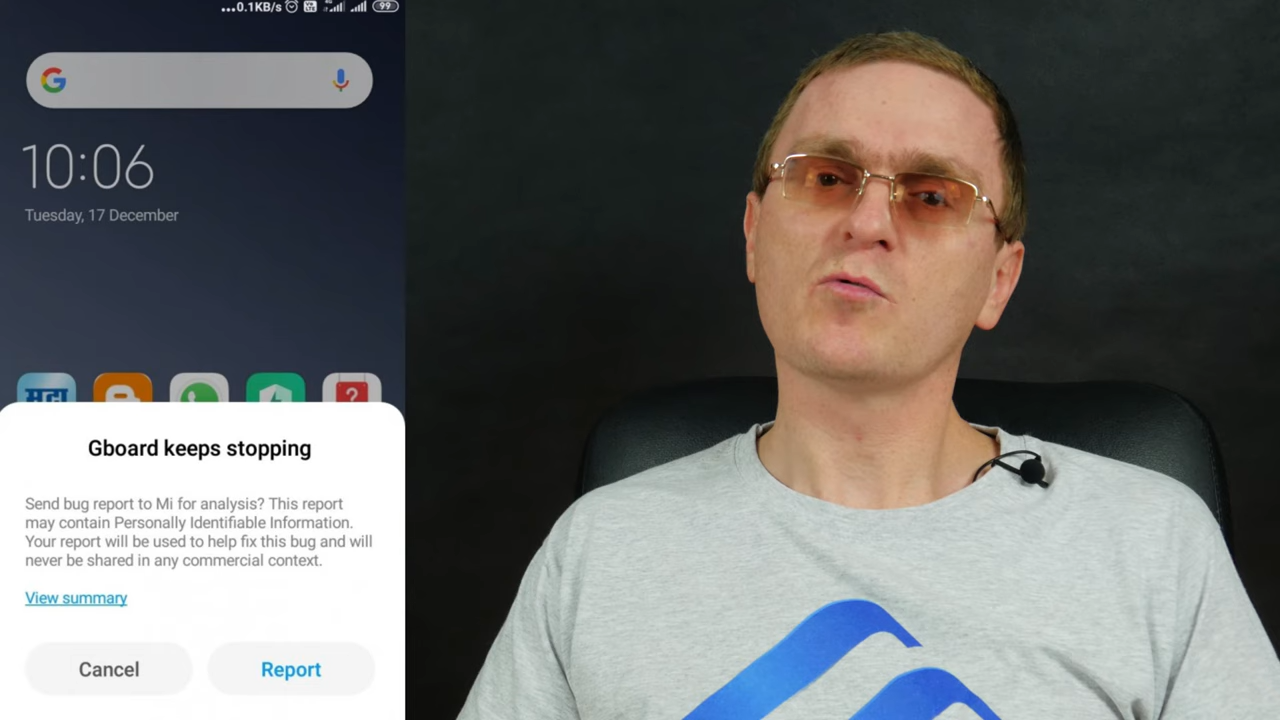 ...0.1KB/s 99
10:06
Tuesday, 17 December
Gboard keeps stopping
Send bug report to Mi for analysis? This report
may contain Personally Identifiable Information.
Your report will be used to help fix this bug and will
never be shared in any commercial context.
View summary
Cancel Report